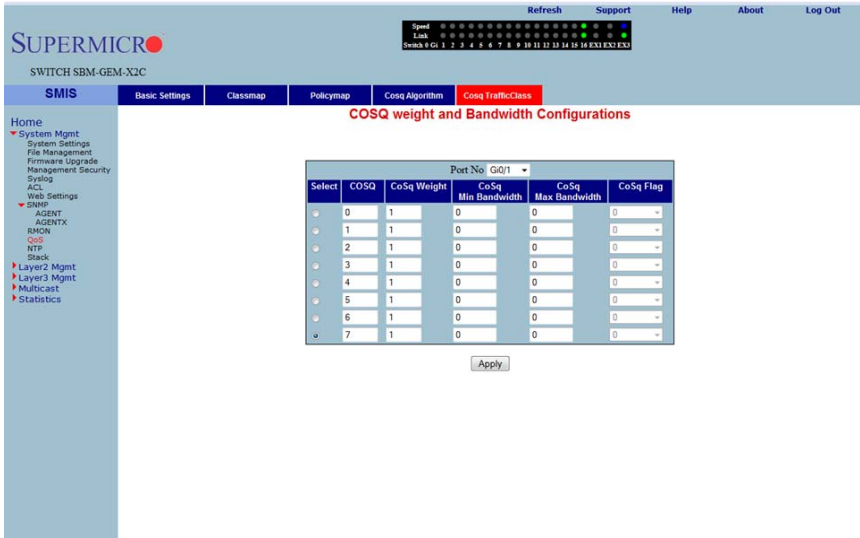 Refresh Support Help About Log Out
Speed
Link
Switch 0 Gi 1 2 3 4 5 6 7 8 9 10 11 12 13 14 15 16 EX1 EX2 EX3
SUPERMICRO
SWITCH SBM-GEM-X2C
SMIS Basic Settings Classmap Policymap Cosq Algorithm Cosq TrafficClass
COSQ weight and Bandwidth Configurations
Home
System Mgmt
System Settings
File Management
Firmware Upgrade
Management Security
Syslog
ACL
Web Settings
SNMP
AGENT
AGENTX
RMON
QoS
NTP
Stack
Layer2 Mgmt
Layer3 Mgmt
Multicast
Statistics
Port No Gi0/1
Select COSQ CoSq Weight CoSq Min Bandwidth CoSq Max Bandwidth CoSq Flag
0 1 0 0 0
1 1 0 0 0
2 1 0 0 0
3 1 0 0 0
4 1 0 0 0
5 1 0 0 0
6 1 0 0 0
7 1 0 0 0
Apply